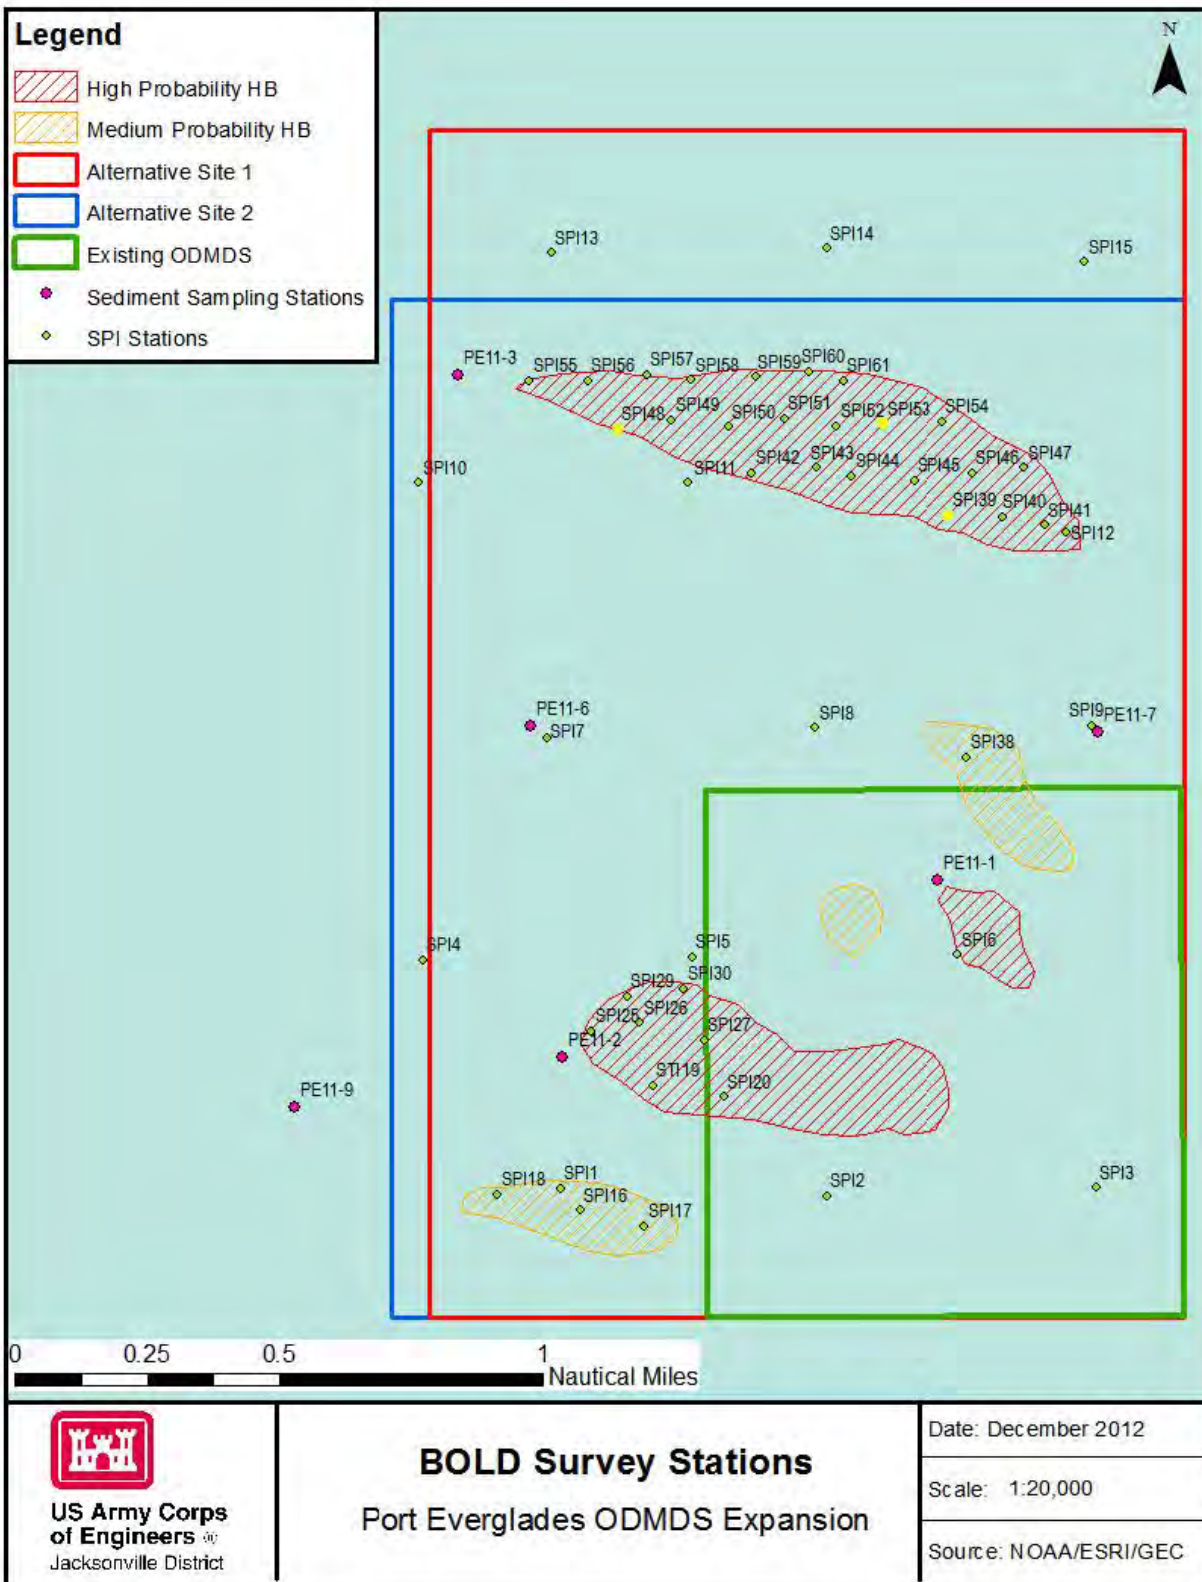 Legend
High Probability HB
Medium Probability HB
Alternative Site 1
Alternative Site 2
Existing ODMDS
Sediment Sampling Stations
SPI Stations
N
SPI13
SPI14
SPI15
PE11-3
SPI55
SPI56
SPI57
SPI58
SPI59
SPI60
SPI61
SPI48
SPI49
SPI50
SPI51
SPI52
SPI53
SPI54
SPI10
SPI11
SPI42
SPI43
SPI44
SPI45
SPI46
SPI47
SPI39
SPI40
SPI41
SPI12
PE11-6
SPI7
SPI8
SPI9
PE11-7
SPI38
PE11-1
SPI4
SPI5
SPI6
SPI29
SPI30
SPI25
SPI26
SPI27
PE11-2
STI19
SPI20
PE11-9
SPI18
SPI1
SPI16
SPI17
SPI2
SPI3
0 0.25 0.5 1
Nautical Miles
US Army Corps
of Engineers
Jacksonville District
BOLD Survey Stations
Port Everglades ODMDS Expansion
Date: December 2012
Scale: 1:20,000
Source: NOAA/ESRI/GEC